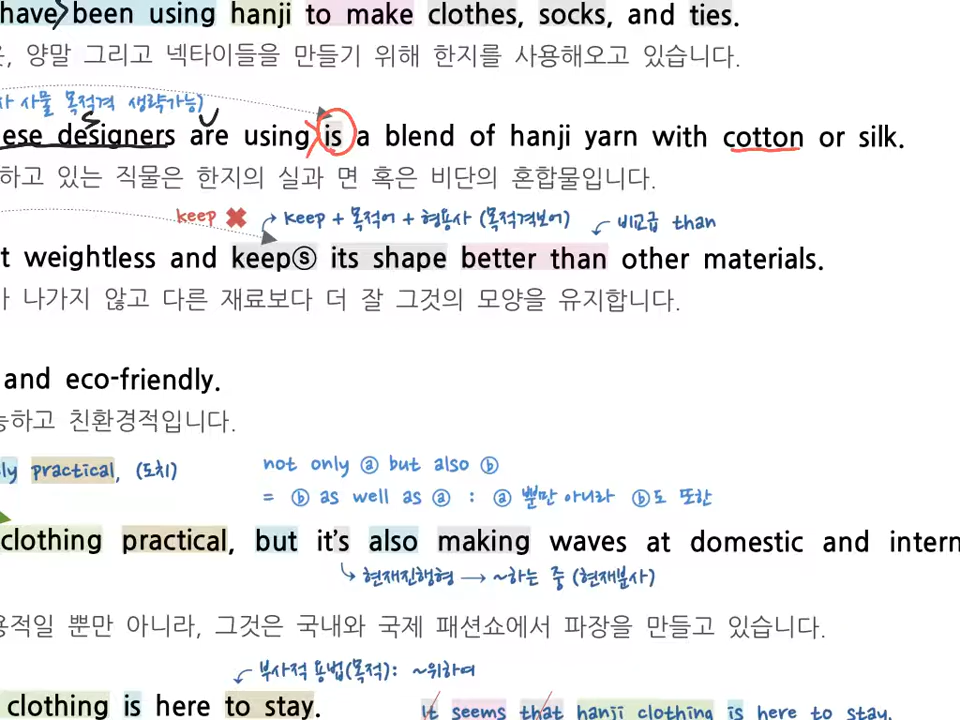 have been using hanji to make clothes, socks, and ties.
, 양말 그리고 넥타이들을 만들기 위해 한지를 사용해오고 있습니다.
사물 목적격 생략가능)
S V
ese designers are using is a blend of hanji yarn with cotton or silk.
하고 있는 직물은 한지의 실과 면 혹은 비단의 혼합물입니다.
keep ✖ keep + 목적어 + 형용사 (목적격보어) 비교급 than
t weightless and keepⓢ its shape better than other materials.
가 나가지 않고 다른 재료보다 더 잘 그것의 모양을 유지합니다.
and eco-friendly.
능하고 친환경적입니다.
ly practical, (도치) not only ⓐ but also ⓑ
= ⓑ as well as ⓐ : ⓐ 뿐만 아니라 ⓑ도 또한
clothing practical, but it's also making waves at domestic and intern
↳ 현재진행형 → ~하는 중 (현재분사)
용적일 뿐만 아니라, 그것은 국내와 국제 패션쇼에서 파장을 만들고 있습니다.
부사적 용법(목적): ~위하여
clothing is here to stay. It seems that hanji clothing is here to stay.